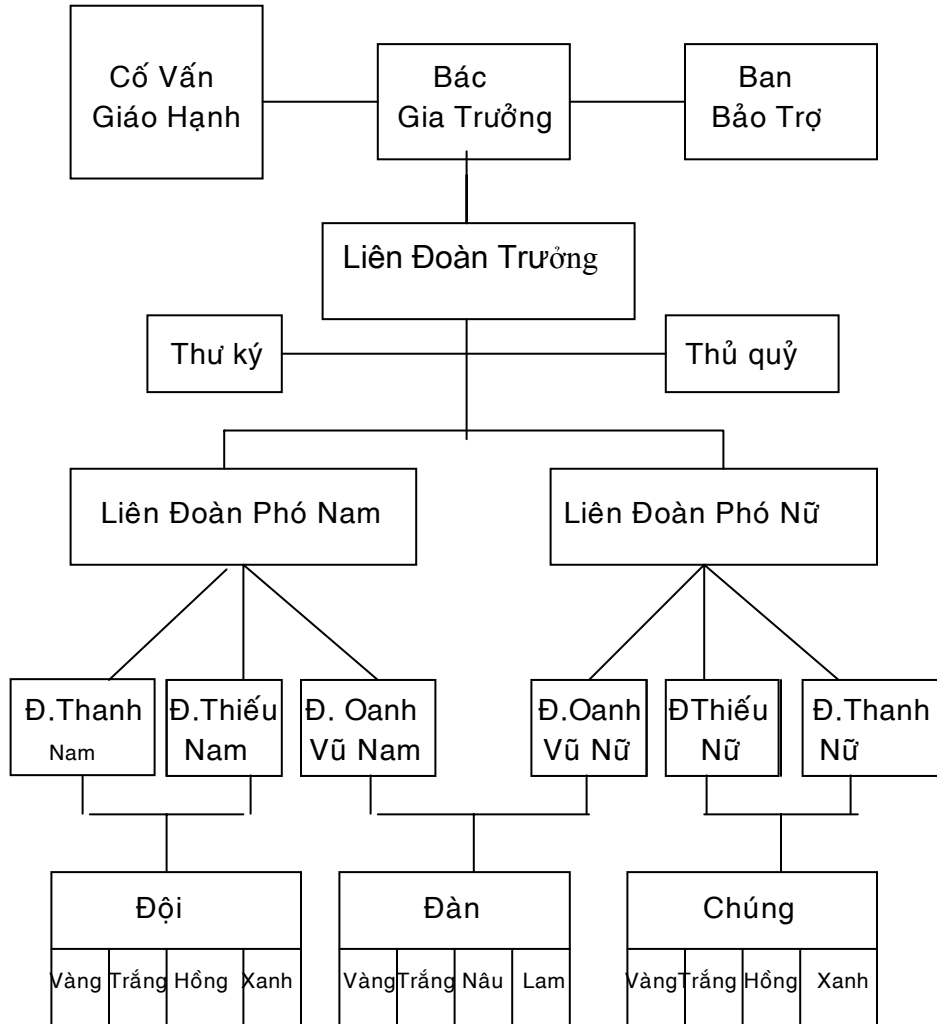 Cố Vấn
Giáo Hạnh
Bác
Gia Trưởng
Ban
Bảo Trợ
Liên Đoàn Trưởng
Thư ký
Thủ quỷ
Liên Đoàn Phó Nam
Liên Đoàn Phó Nữ
Đ.Thanh
Nam
Đ.Thiếu
Nam
Đ. Oanh
Vũ Nam
Đ.Oanh
Vũ Nữ
ĐThiếu
Nữ
Đ.Thanh
Nữ
Đội
Vàng Trắng Hồng Xanh
Đàn
Vàng Trắng Nâu Lam
Chúng
Vàng Trắng Hồng Xanh